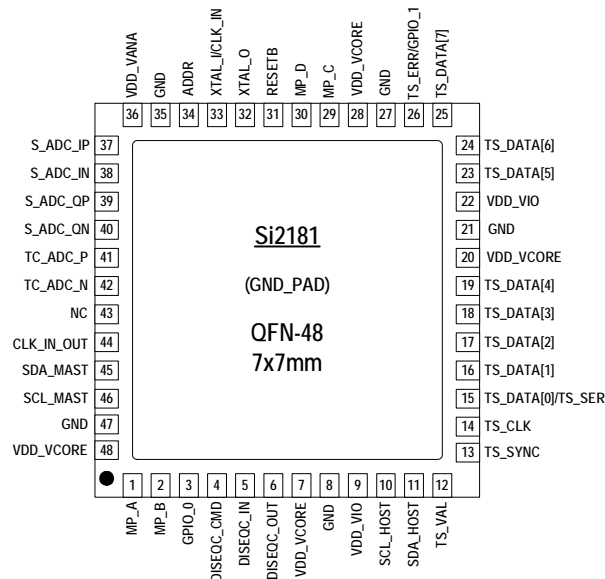 VDD_VANA
GND
ADDR
XTAL_I/CLK_IN
XTAL_O
RESETB
MP_D
MP_C
VDD_VCORE
GND
TS_ERR/GPIO_1
TS_DATA[7]
36 35 34 33 32 31 30 29 28 27 26 25
S_ADC_IP 37
S_ADC_IN 38
S_ADC_QP 39
S_ADC_QN 40
TC_ADC_P 41
TC_ADC_N 42
NC 43
CLK_IN_OUT 44
SDA_MAST 45
SCL_MAST 46
GND 47
VDD_VCORE 48
Si2181
(GND_PAD)
QFN-48
7x7mm
24 TS_DATA[6]
23 TS_DATA[5]
22 VDD_VIO
21 GND
20 VDD_VCORE
19 TS_DATA[4]
18 TS_DATA[3]
17 TS_DATA[2]
16 TS_DATA[1]
15 TS_DATA[0]/TS_SER
14 TS_CLK
13 TS_SYNC
1 2 3 4 5 6 7 8 9 10 11 12
MP_A
MP_B
GPIO_0
DISEQC_CMD
DISEQC_IN
DISEQC_OUT
VDD_VCORE
GND
VDD_VIO
SCL_HOST
SDA_HOST
TS_VAL